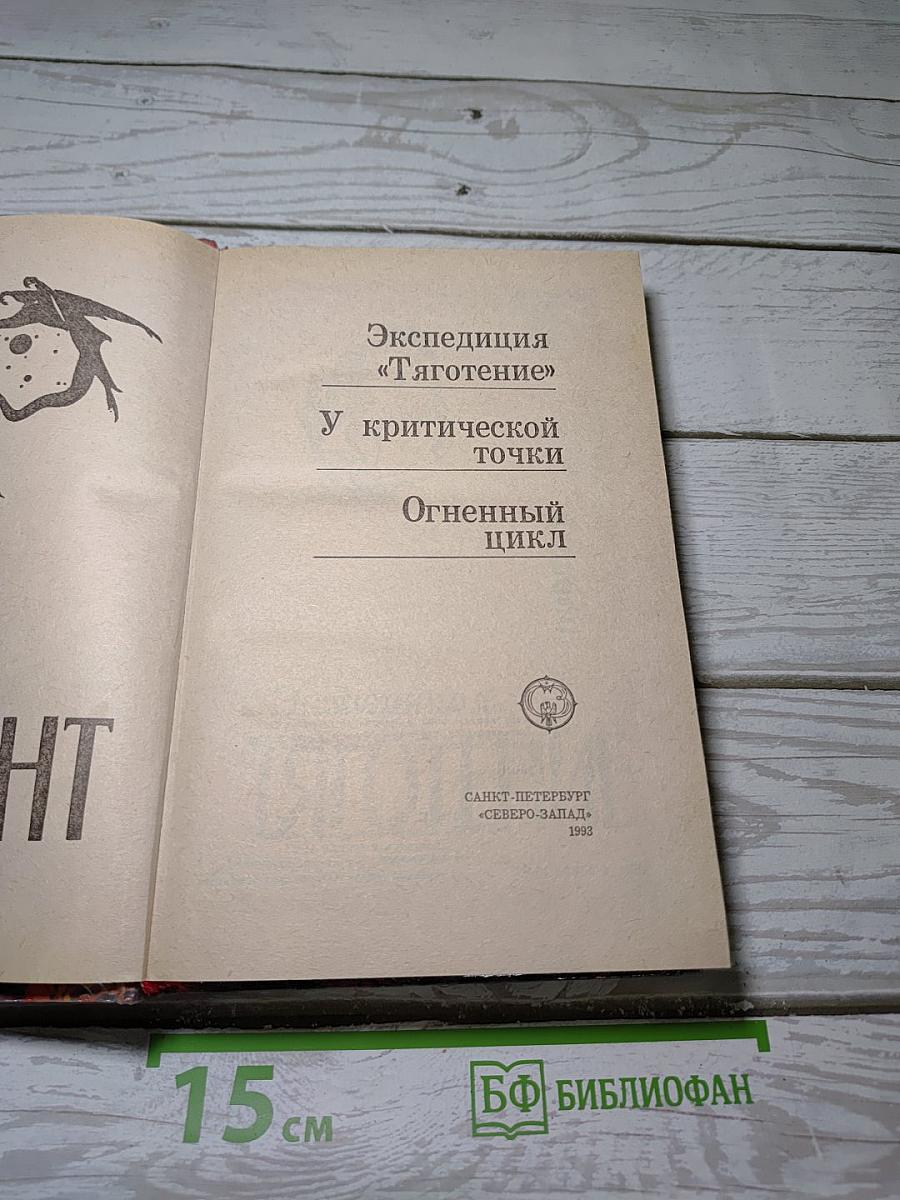 Экспедиция
«Тяготение»
У критической
точки
Огненный
цикл
НТ
САНКТ-ПЕТЕРБУРГ
«СЕВЕРО-ЗАПАД»
1993
15 см
БФ БИБЛИОФАН